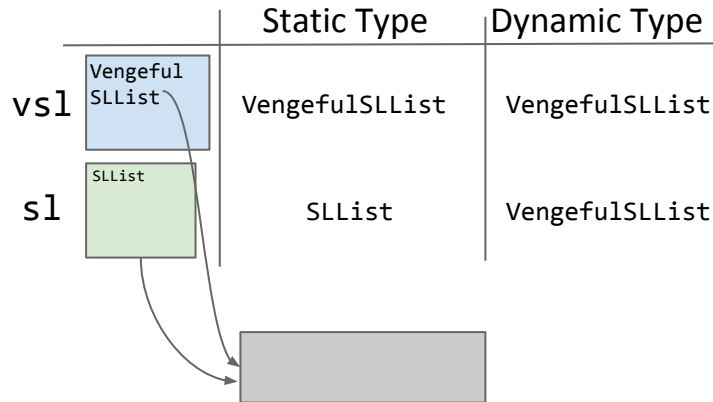 Static Type Dynamic Type
Vengeful
SLList
vsl VengefulSLList VengefulSLList
SLList
sl SLList VengefulSLList